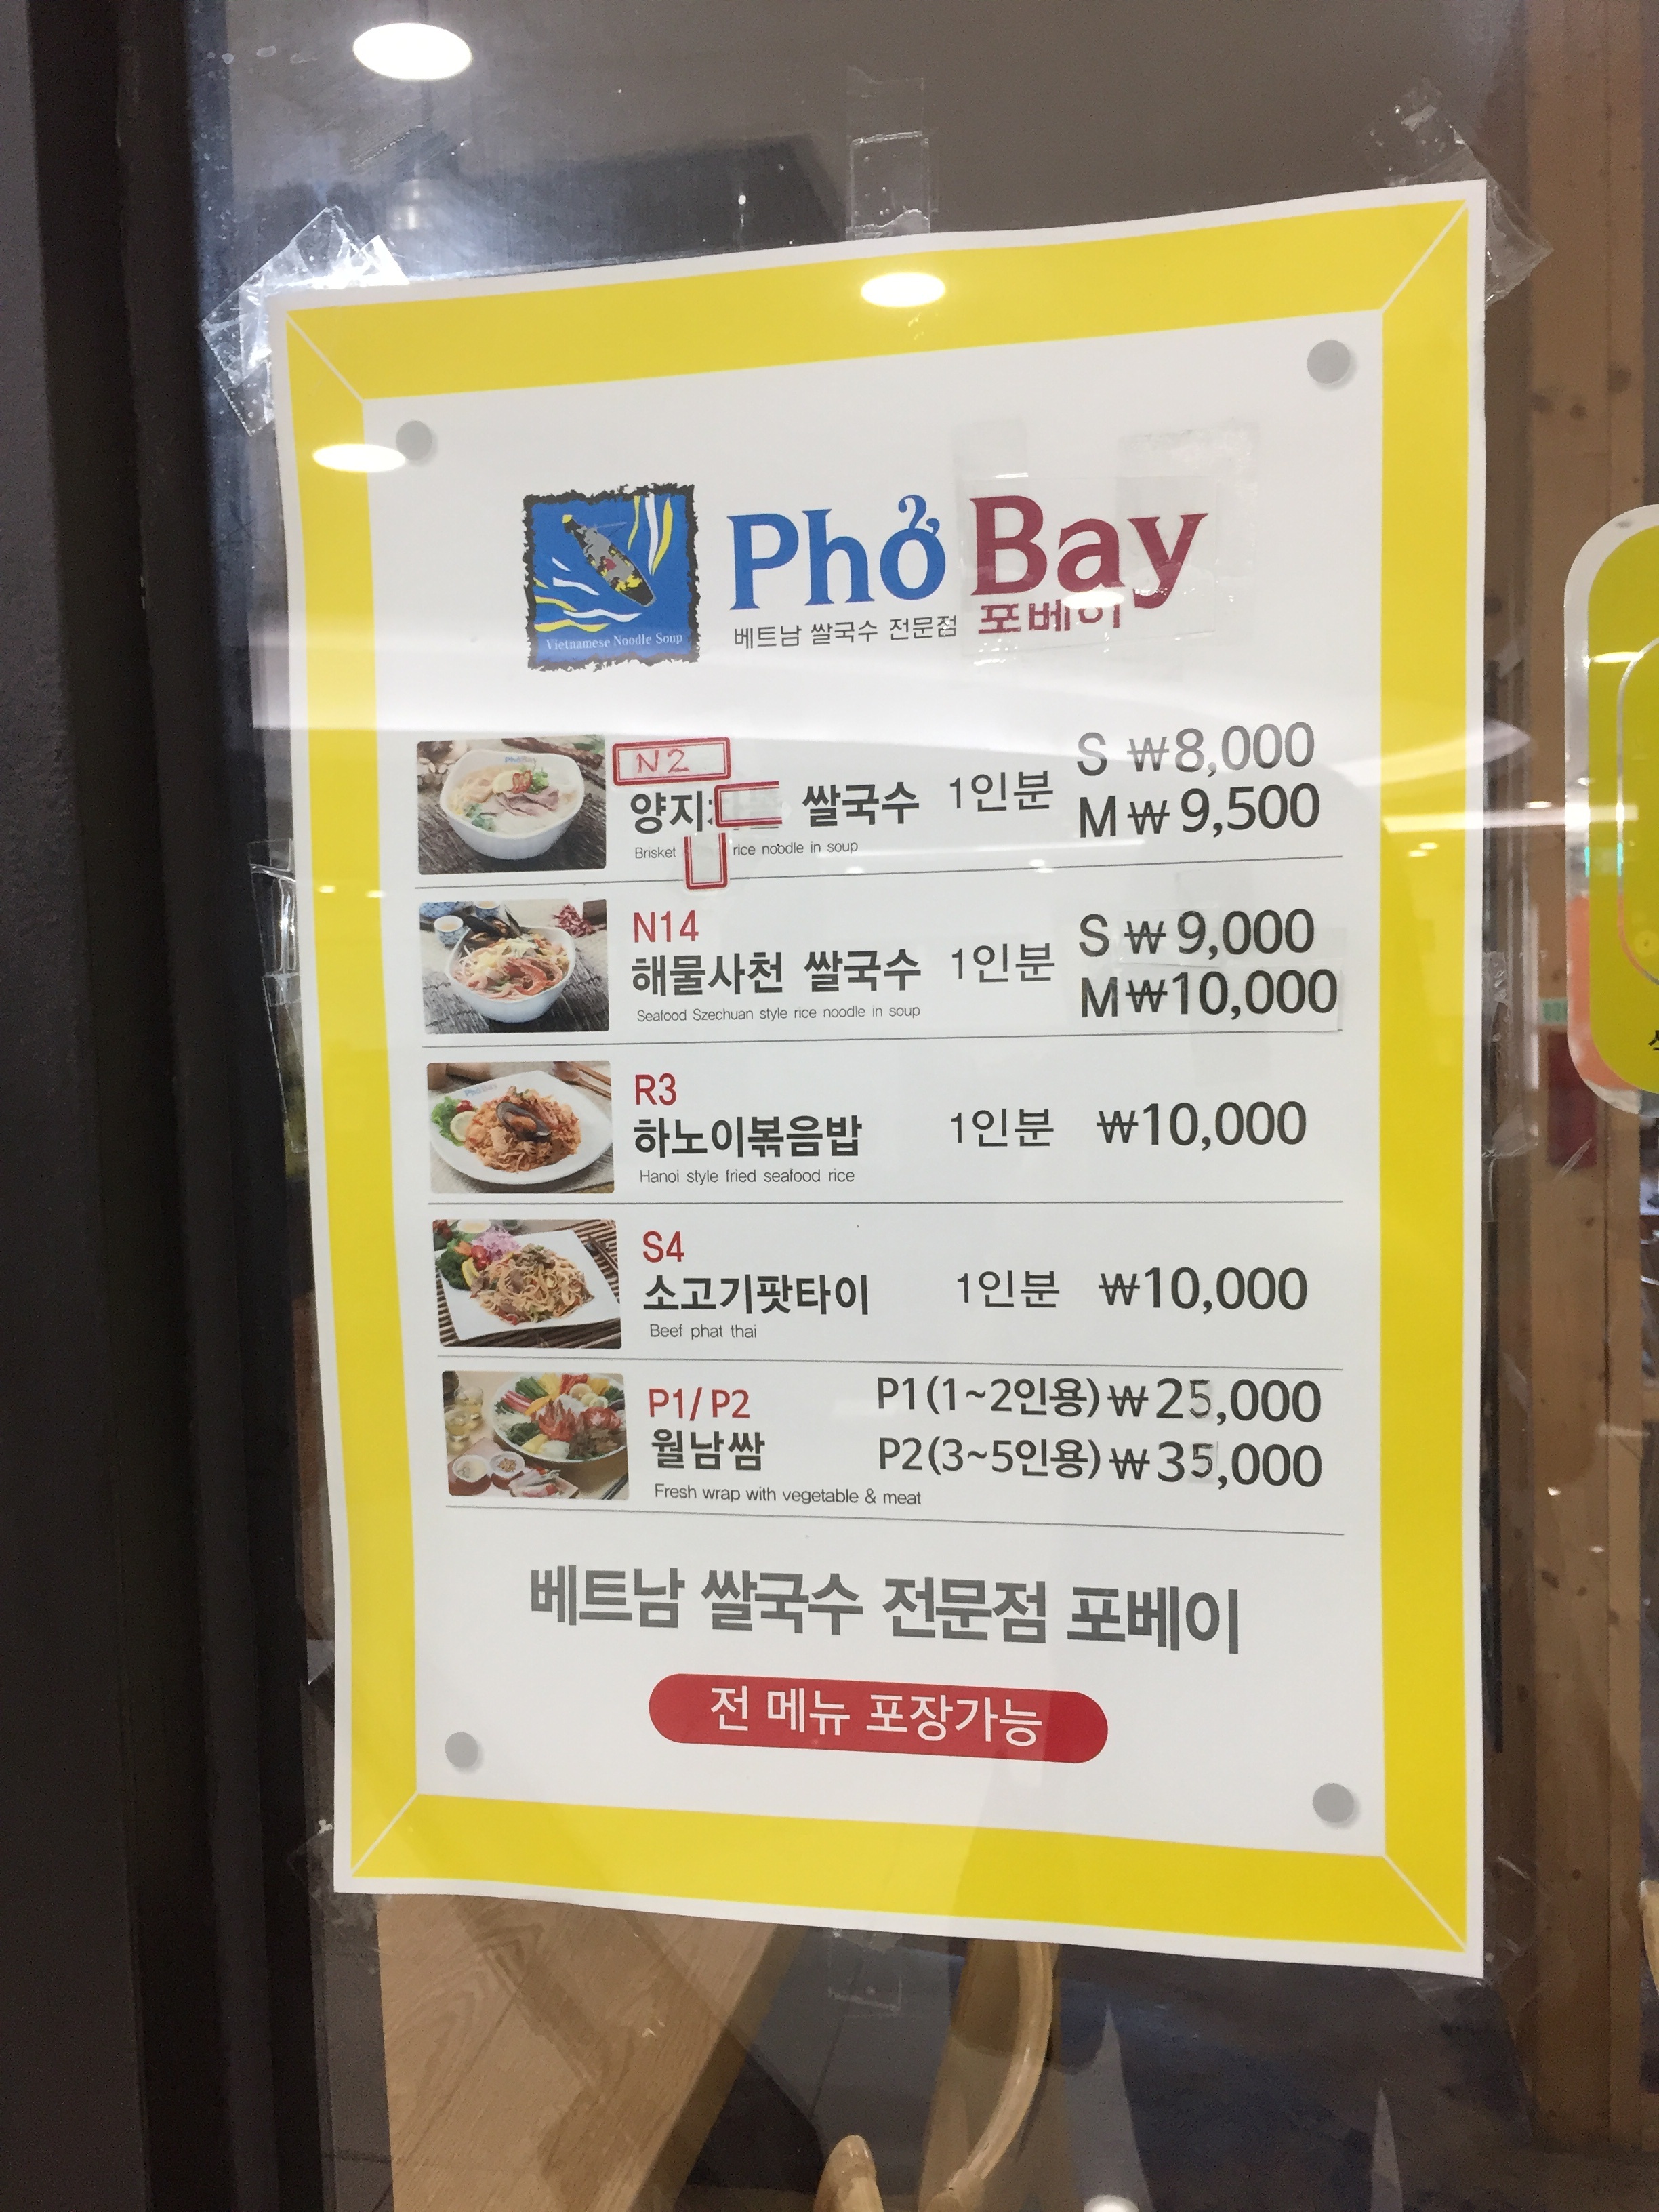 Phở Bay
베트남 쌀국수 전문점 포베이
Vietnamese Noodle Soup
PhởBay
N2
양지 쌀국수 1인분 S ₩8,000
M ₩9,500
Brisket rice noodle in soup
N14
해물사천 쌀국수 1인분 S ₩9,000
M ₩10,000
Seafood Szechuan style rice noodle in soup
PhởBay
R3
하노이볶음밥 1인분 ₩10,000
Hanoi style fried seafood rice
S4
소고기팟타이 1인분 ₩10,000
Beef phat thai
P1/ P2 P1(1~2인용) ₩25,000
월남쌈 P2(3~5인용) ₩35,000
Fresh wrap with vegetable & meat
베트남 쌀국수 전문점 포베이
전 메뉴 포장가능